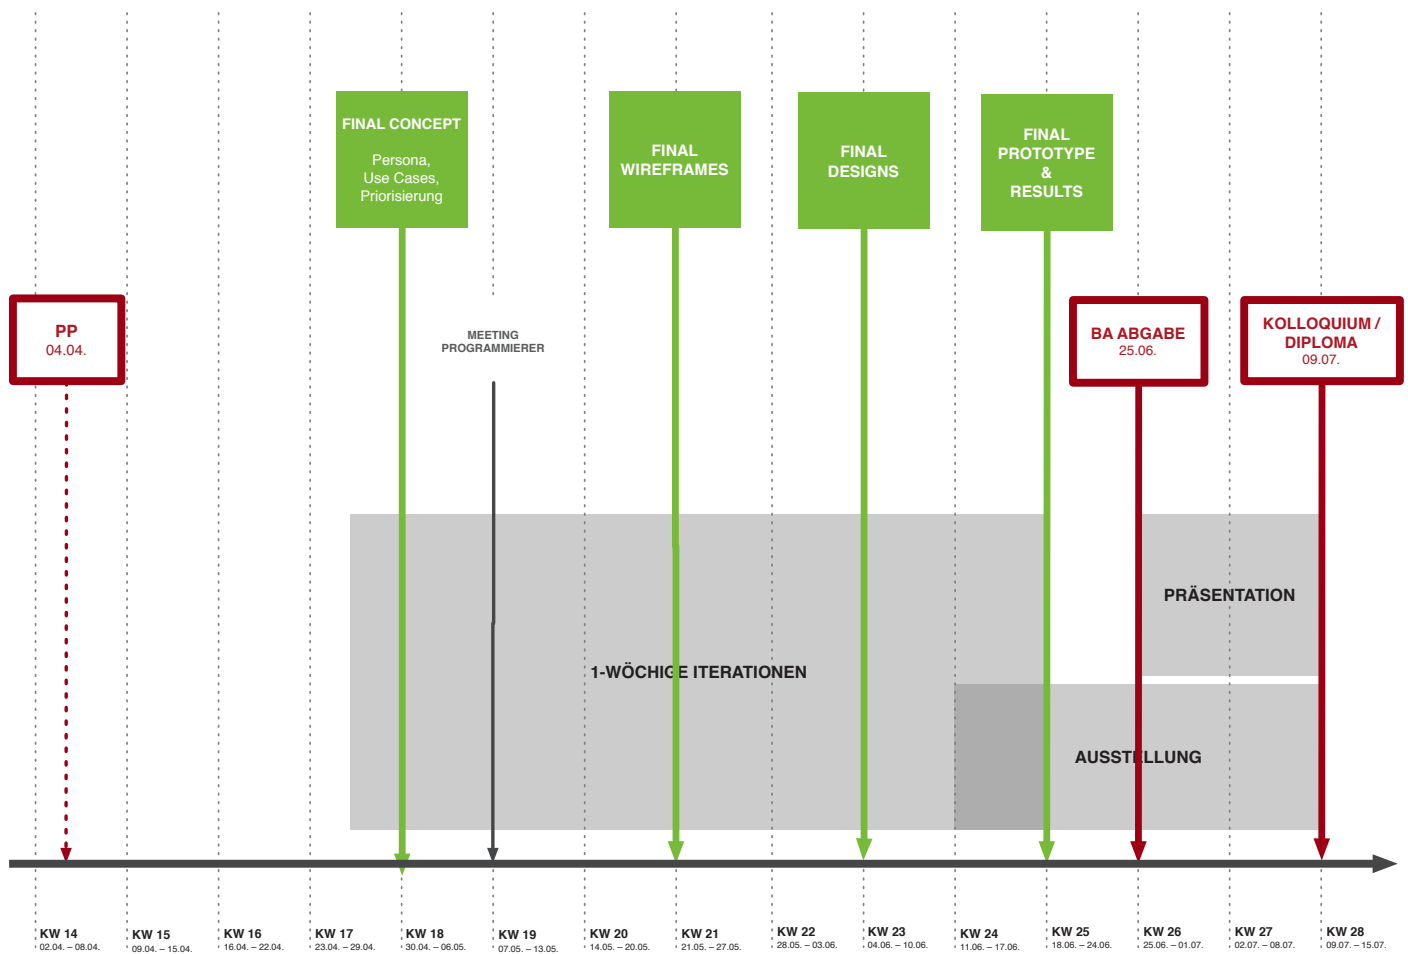 FINAL CONCEPT
Persona,
Use Cases,
Priorisierung
FINAL
WIREFRAMES
FINAL
DESIGNS
FINAL
PROTOTYPE
&
RESULTS
PP
04.04.
MEETING
PROGRAMMIERER
BA ABGABE
25.06.
KOLLOQUIUM /
DIPLOMA
09.07.
PRÄSENTATION
1-WÖCHIGE ITERATIONEN
AUSSTELLUNG
KW 14
02.04. – 08.04.
KW 15
09.04. – 15.04.
KW 16
16.04. – 22.04.
KW 17
23.04. – 29.04.
KW 18
30.04. – 06.05.
KW 19
07.05. – 13.05.
KW 20
14.05. – 20.05.
KW 21
21.05. – 27.05.
KW 22
28.05. – 03.06.
KW 23
04.06. – 10.06.
KW 24
11.06. – 17.06.
KW 25
18.06. – 24.06.
KW 26
25.06. – 01.07.
KW 27
02.07. – 08.07.
KW 28
09.07. – 15.07.